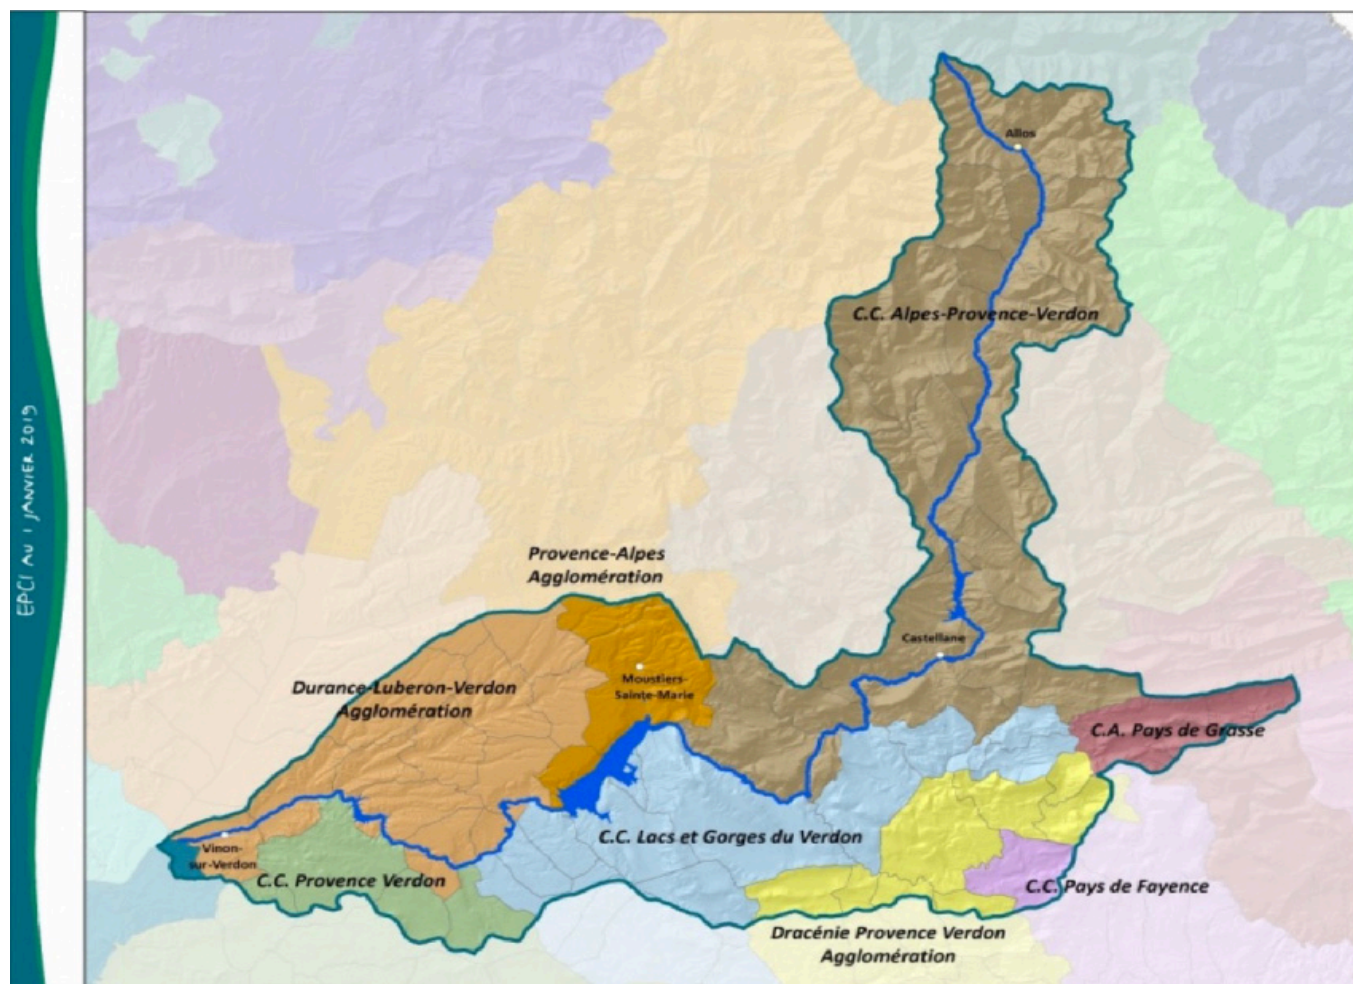 EPCI AU 1 JANVIER 2019
Allos
C.C. Alpes-Provence-Verdon
Provence-Alpes
Agglomération
Castellane
Moustiers-
Sainte-Marie
Durance-Luberon-Verdon
Agglomération
C.A. Pays de Grasse
C.C. Lacs et Gorges du Verdon
Vinon-
sur-Verdon
C.C. Provence Verdon
C.C. Pays de Fayence
Dracénie Provence Verdon
Agglomération